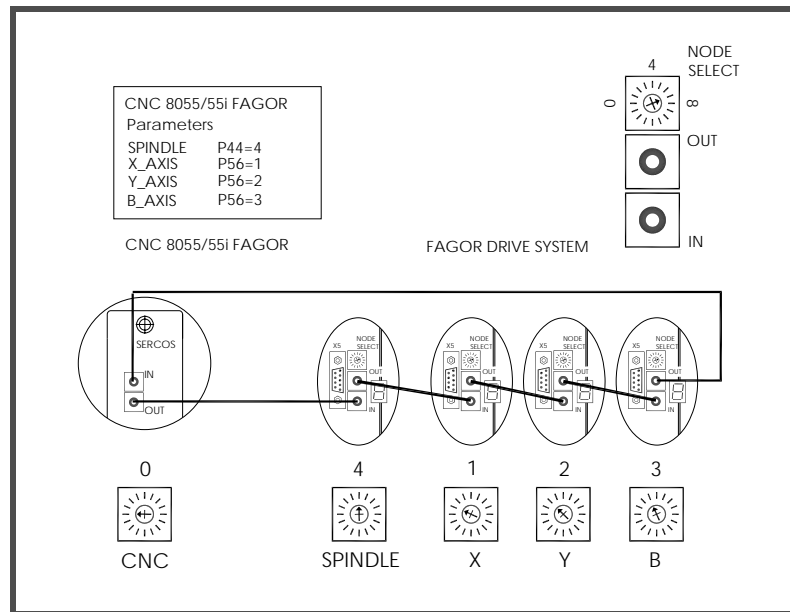 NODE
SELECT
4
0
8
OUT
IN
CNC 8055/55i FAGOR
Parameters
SPINDLE P44=4
X_AXIS P56=1
Y_AXIS P56=2
B_AXIS P56=3
CNC 8055/55i FAGOR
FAGOR DRIVE SYSTEM
SERCOS
IN
OUT
X5
NODE
SELECT
OUT
IN
X5
NODE
SELECT
OUT
IN
X5
NODE
SELECT
OUT
IN
X5
NODE
SELECT
OUT
IN
0 4 1 2 3
CNC SPINDLE X Y B